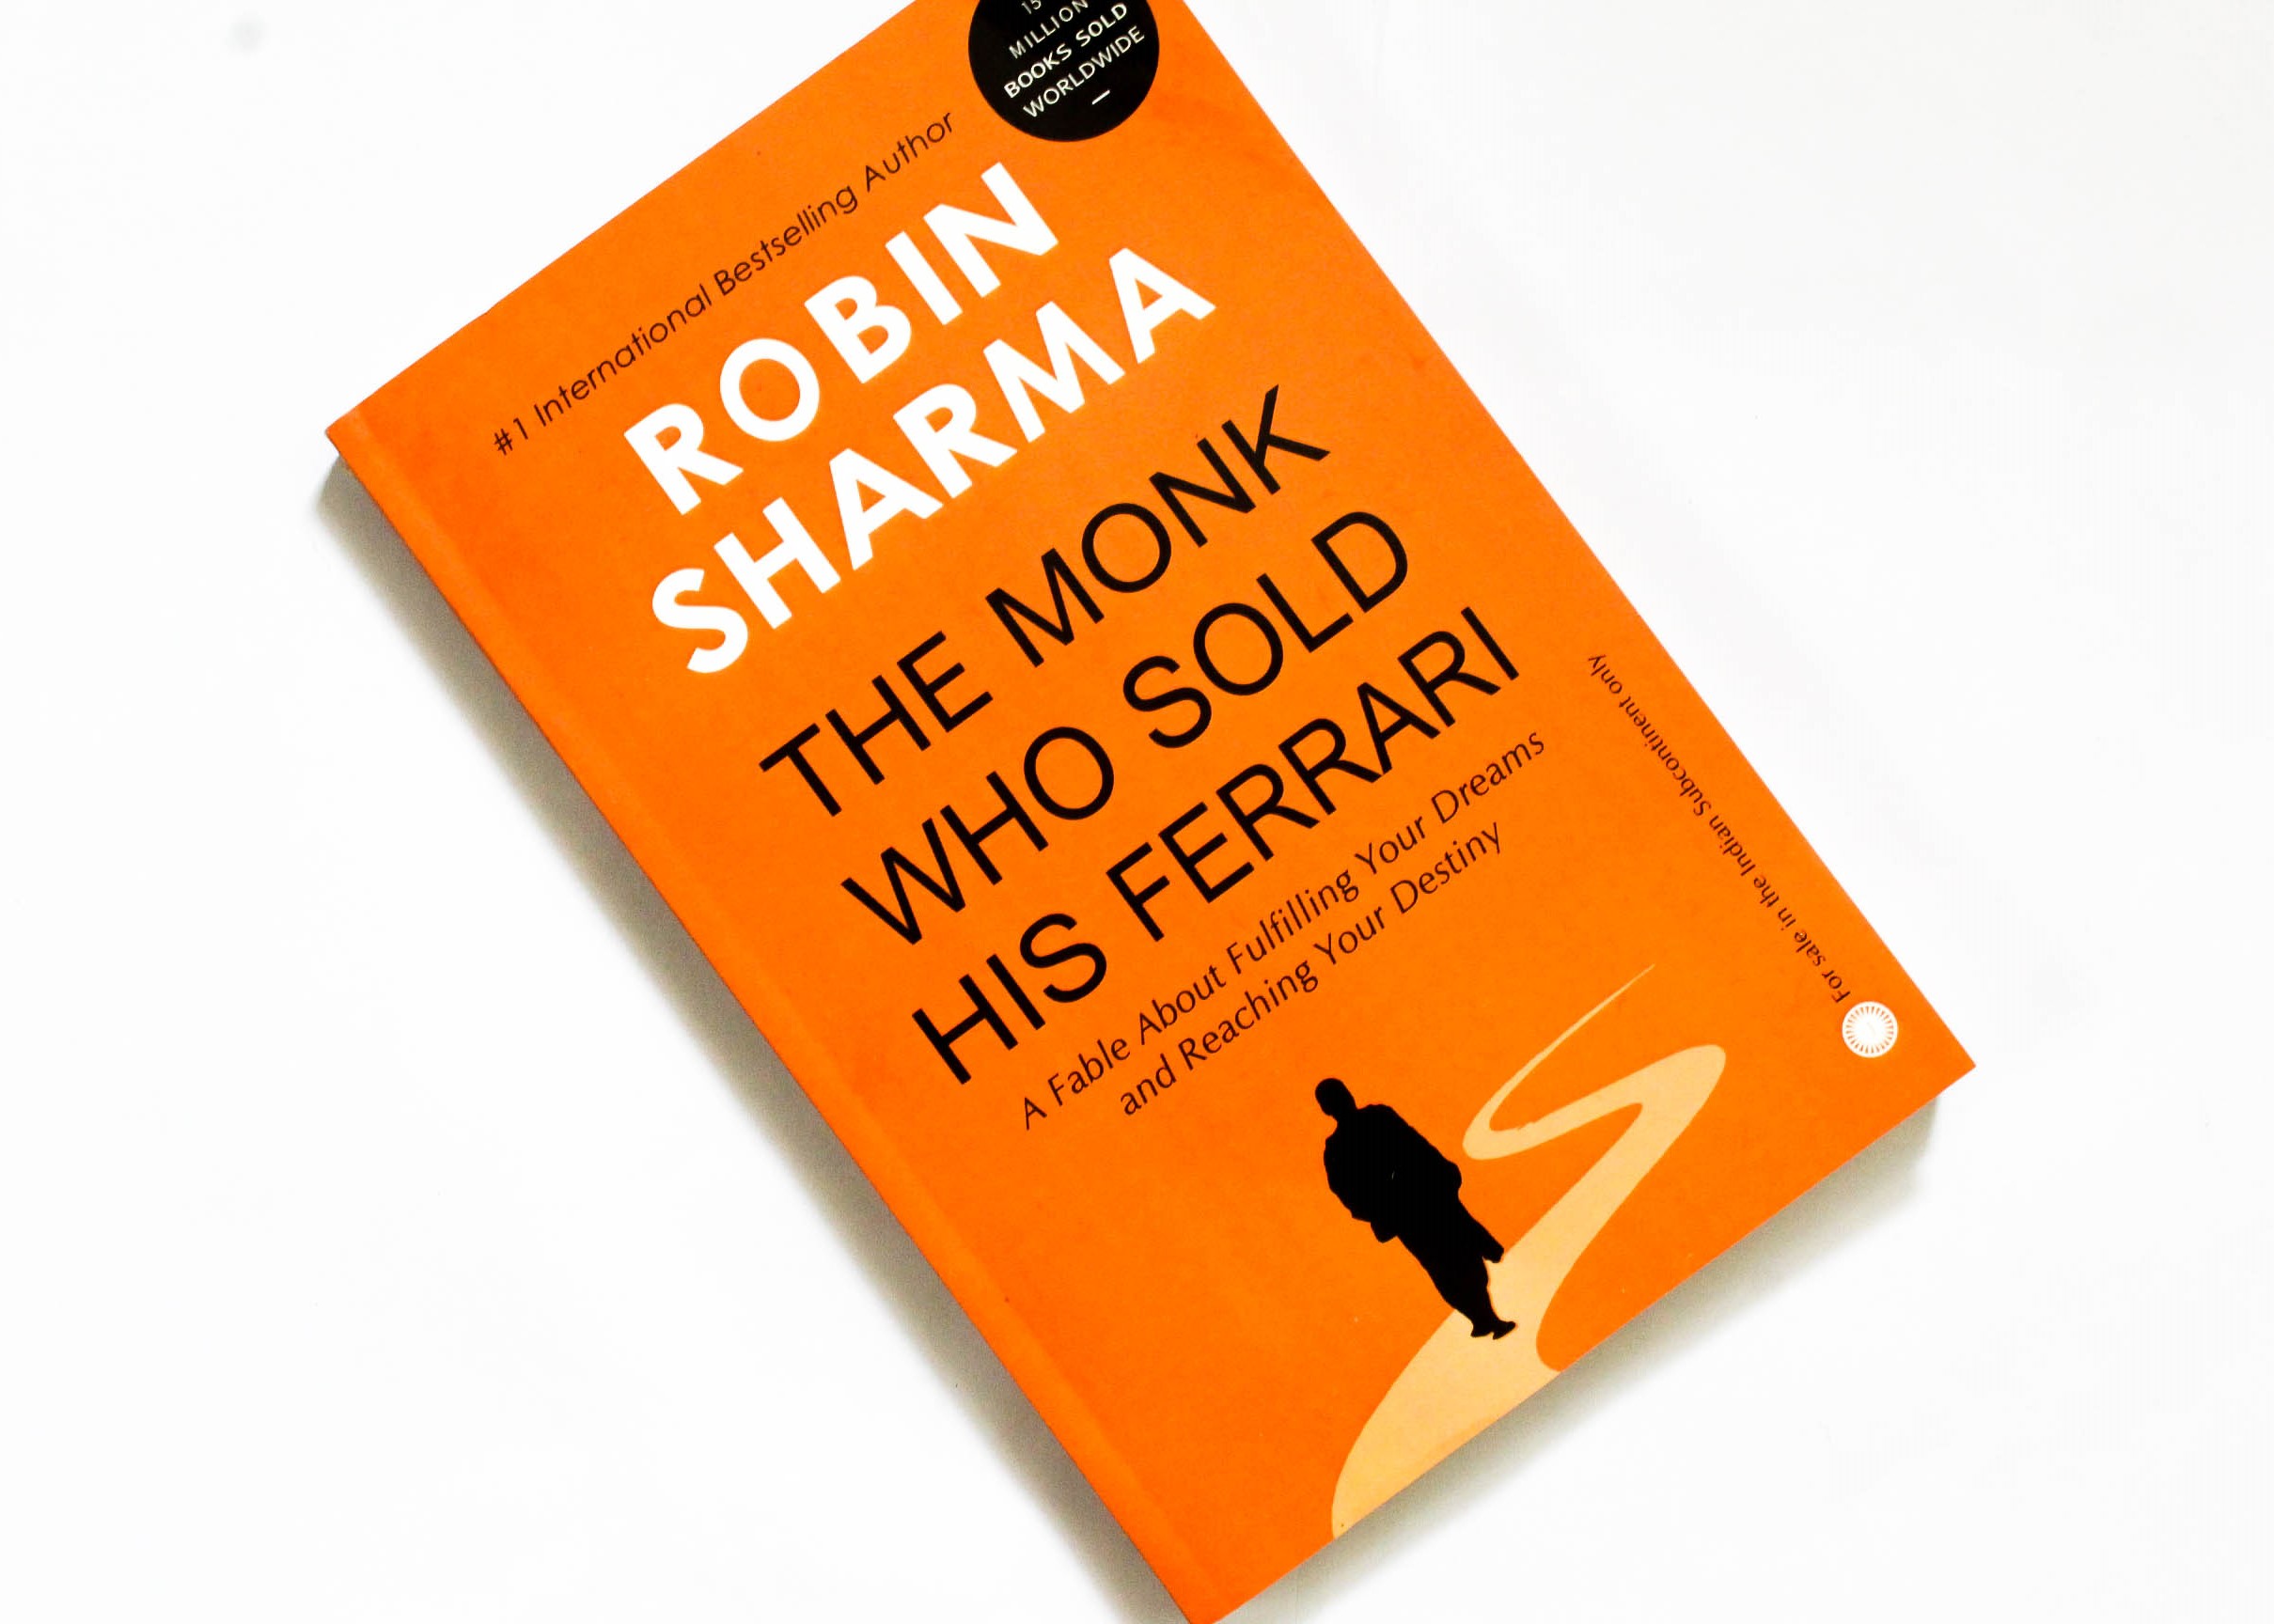 15
MILLION
BOOKS SOLD
WORLDWIDE
#1 International Bestselling Author
ROBIN
SHARMA
THE MONK
WHO SOLD
HIS FERRARI
A Fable About Fulfilling Your Dreams
and Reaching Your Destiny
For sale in the Indian Subcontinent only